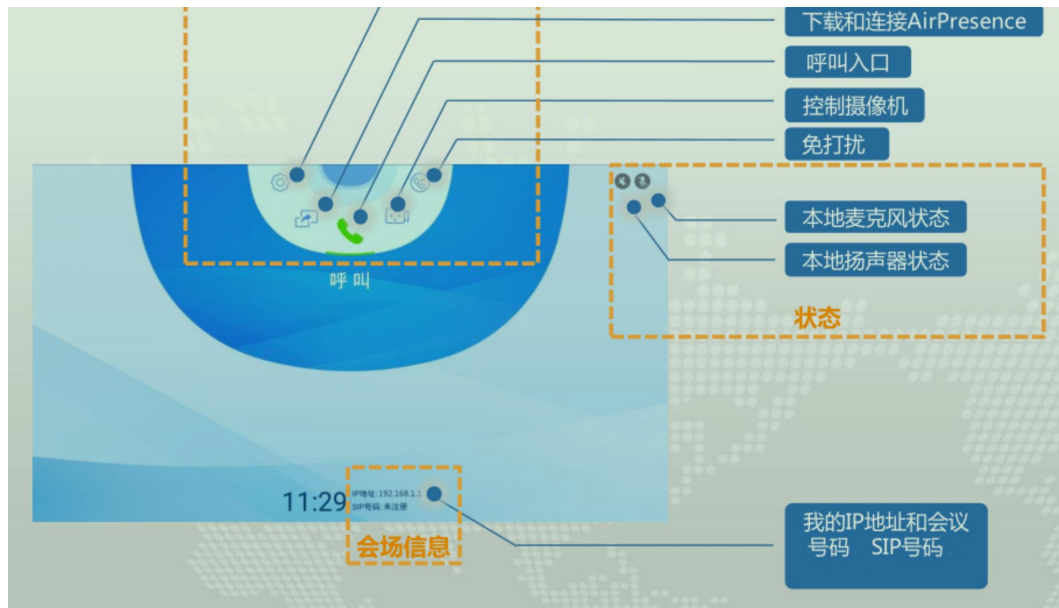 下载和连接AirPresence
呼叫入口
控制摄像机
免打扰
本地麦克风状态
本地扬声器状态
状态
呼叫
11:29
IP地址: 192.168.1.1
SIP号码: 未注册
会场信息
我的IP地址和会议
号码 SIP号码